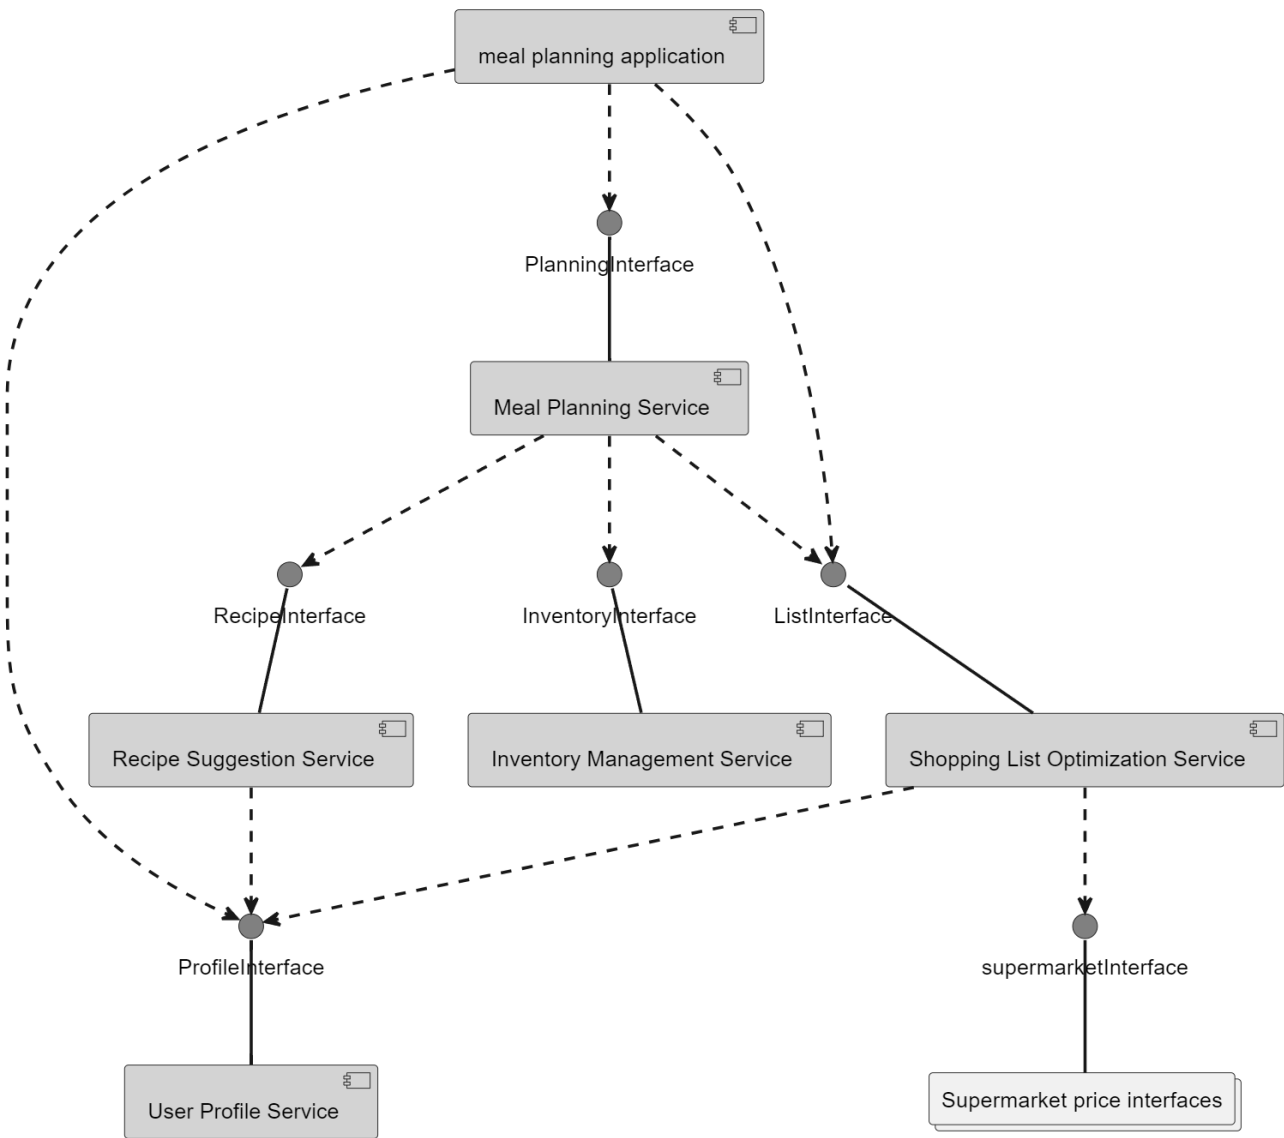 meal planning application
PlanningInterface
Meal Planning Service
RecipeInterface
InventoryInterface
ListInterface
Recipe Suggestion Service
Inventory Management Service
Shopping List Optimization Service
ProfileInterface
supermarketInterface
User Profile Service
Supermarket price interfaces